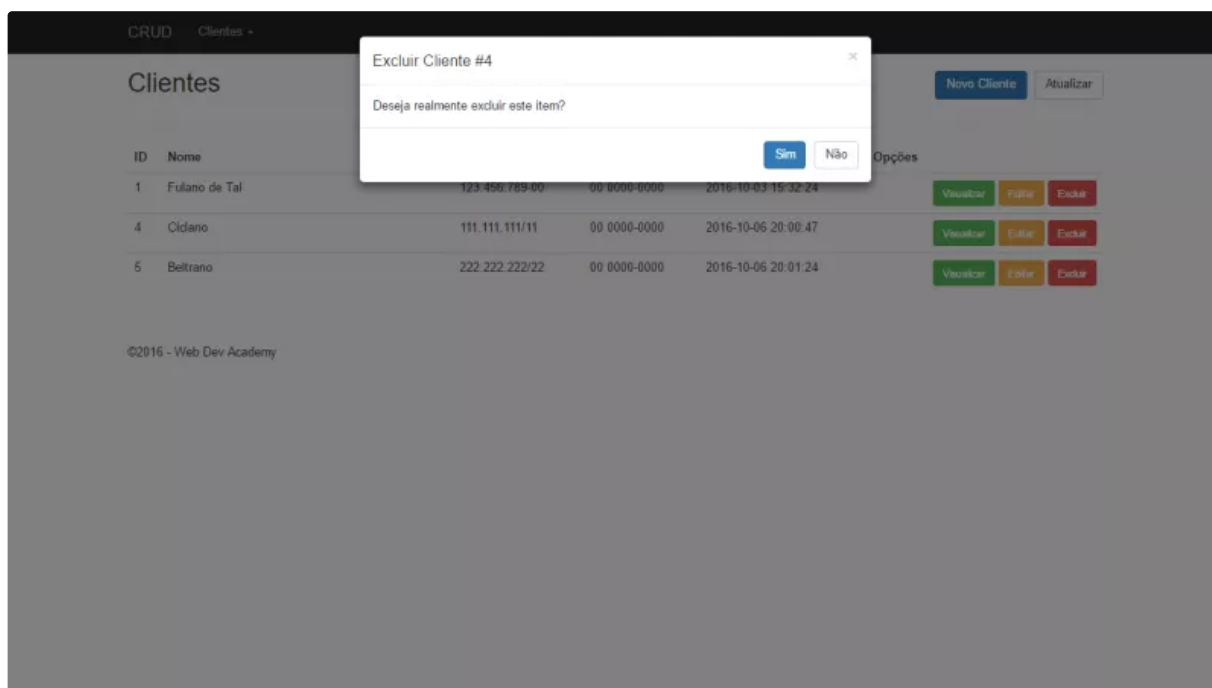 CRUD Clientes
Excluir Cliente #4 ×
Clientes
Novo Cliente Atualizar
Deseja realmente excluir este item?
Sim Não
ID Nome Opções
1 Fulano de Tal 123.456.789-00 00 0000-0000 2016-10-03 15:32:24 Visualizar Editar Excluir
4 Ciclano 111.111.111/11 00 0000-0000 2016-10-06 20:00:47 Visualizar Editar Excluir
5 Beltrano 222.222.222/22 00 0000-0000 2016-10-06 20:01:24 Visualizar Editar Excluir
©2016 - Web Dev Academy